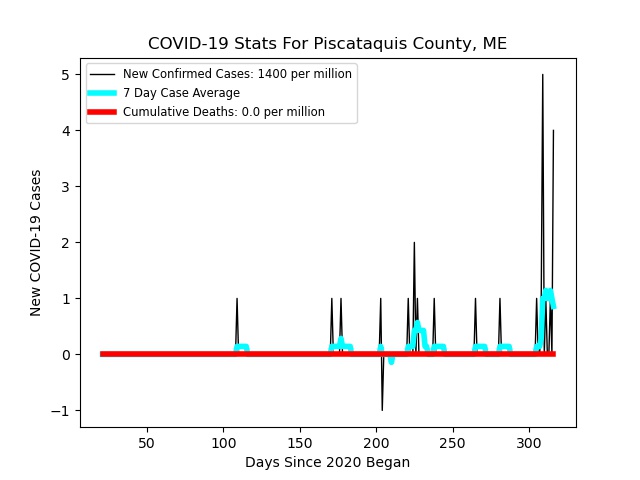 COVID-19 Stats For Piscataquis County, ME
New Confirmed Cases: 1400 per million
7 Day Case Average
Cumulative Deaths: 0.0 per million
New COVID-19 Cases
5
4
3
2
1
0
−1
50 100 150 200 250 300
Days Since 2020 Began